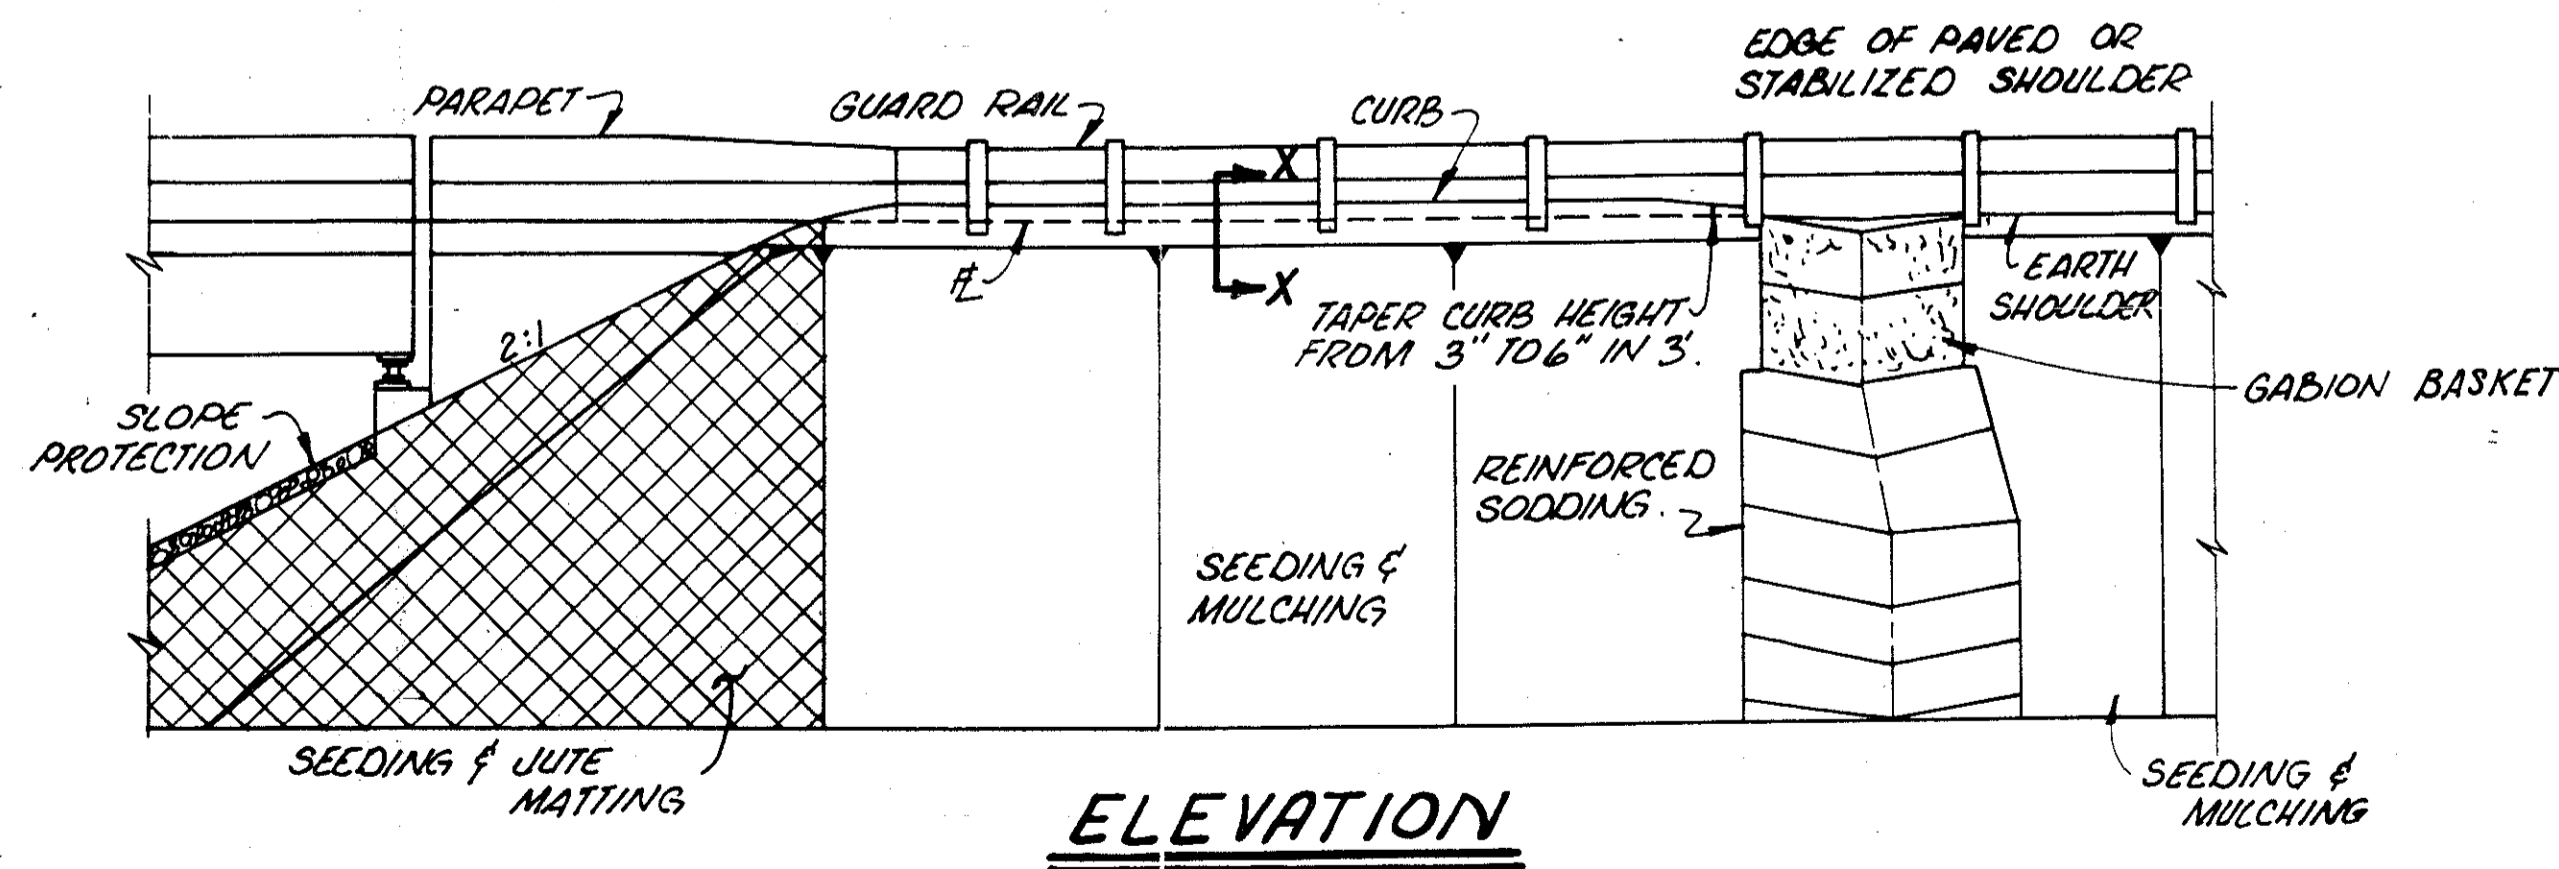 EDGE OF PAVED OR
STABILIZED SHOULDER
PARAPET
GUARD RAIL
CURB
X
X
FL
2:1
TAPER CURB HEIGHT
FROM 3" TO 6" IN 3'.
EARTH
SHOULDER
GABION BASKET
SLOPE
PROTECTION
REINFORCED
SODDING.
SEEDING &
MULCHING
SEEDING & JUTE
MATTING
SEEDING &
MULCHING
ELEVATION